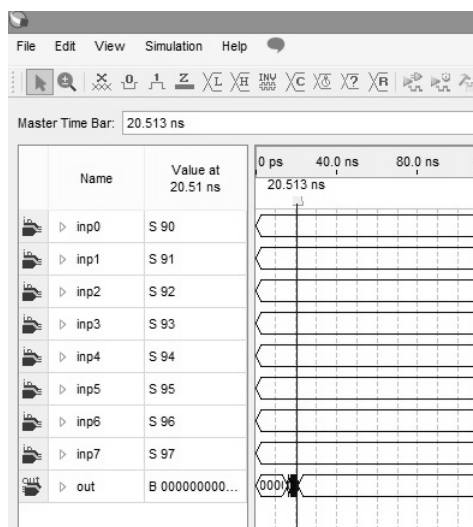 File Edit View Simulation Help
Master Time Bar: 20.513 ns
Name Value at 20.51 ns 0 ps 40.0 ns 80.0 ns
20.513 ns
inp0 S 90
inp1 S 91
inp2 S 92
inp3 S 93
inp4 S 94
inp5 S 95
inp6 S 96
inp7 S 97
out B 000000000...